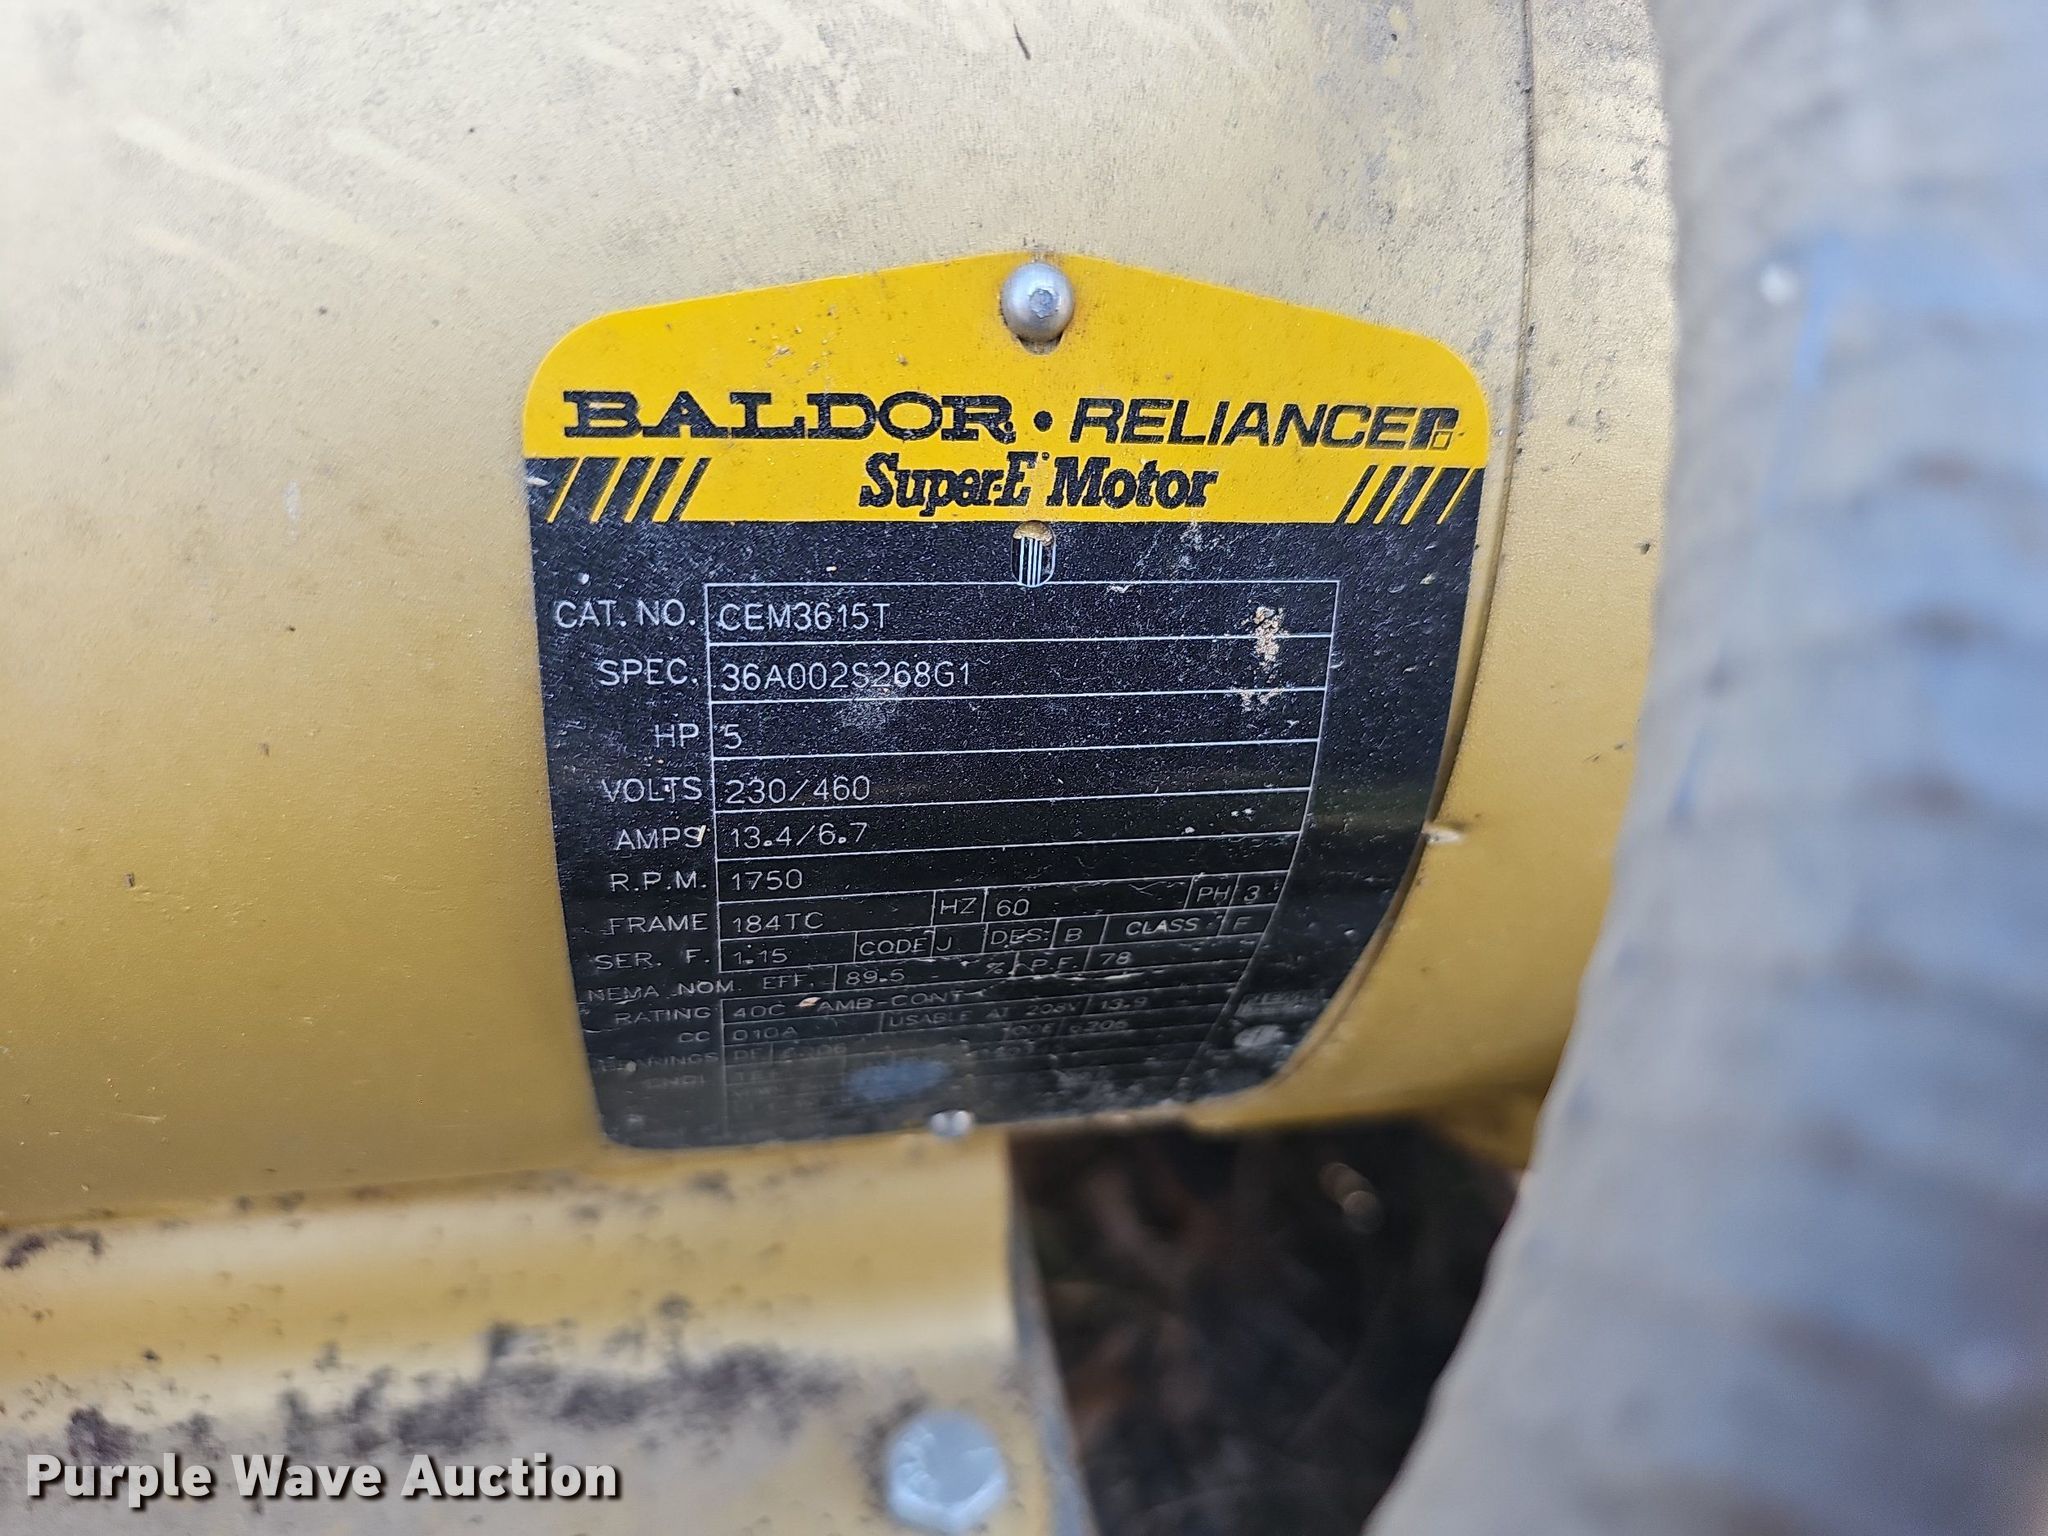 BALDOR • RELIANCE
Super-E Motor
CAT. NO. CEM3615T
SPEC. 36A002S268G1
HP 5
VOLTS 230/460
AMPS 13.4/6.7
R.P.M. 1750
FRAME 184TC HZ 60 PH 3
SER. F. 1.15 CODE J DES. B CLASS F
NEMA NOM. EFF. 89.5 % P.F. 78
RATING 40C AMB-CONT
CC 010A USABLE AT 208V 13.9
DE
Purple Wave Auction